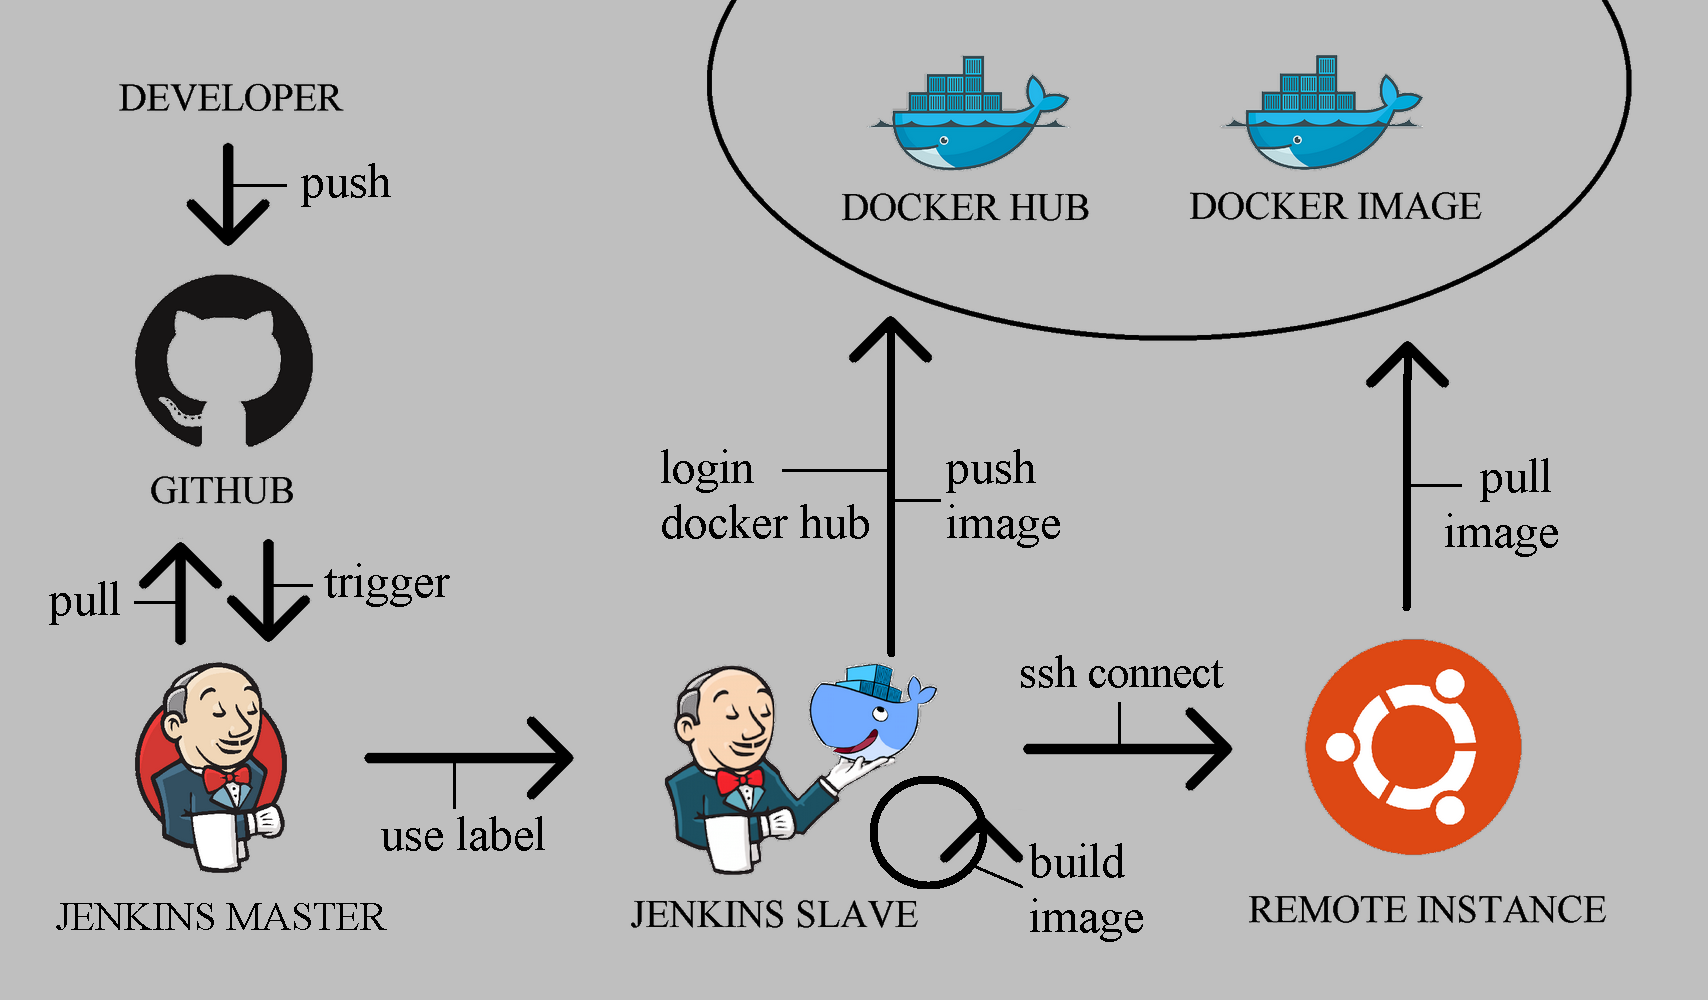 DEVELOPER
push
GITHUB
pull
trigger
JENKINS MASTER
use label
JENKINS SLAVE
build
image
login
docker hub
push
image
DOCKER HUB
DOCKER IMAGE
ssh connect
REMOTE INSTANCE
pull
image